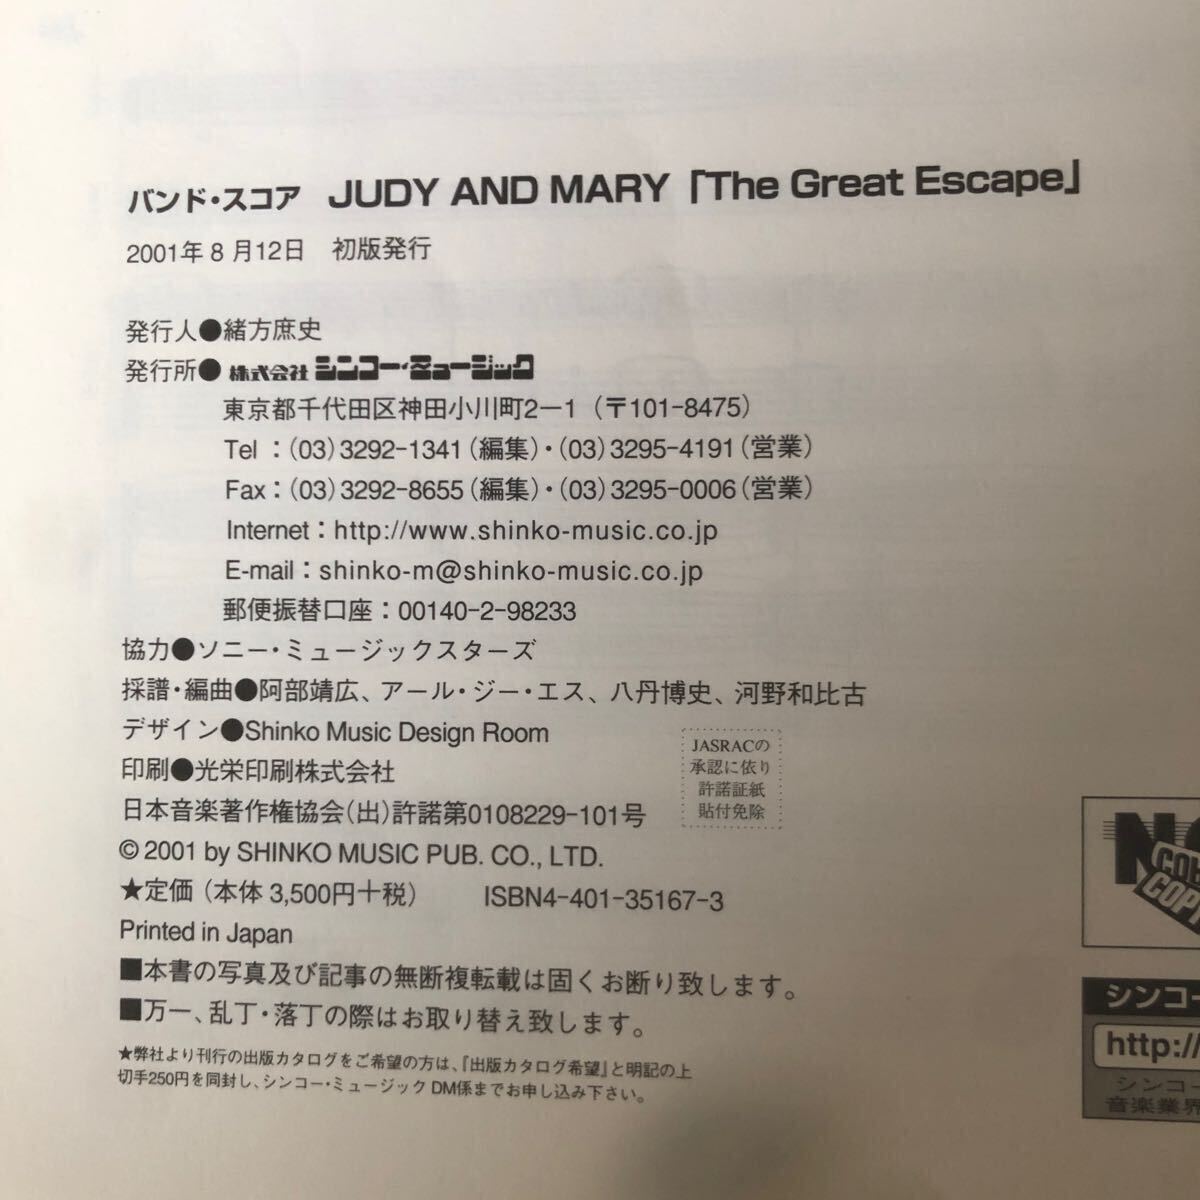 バンド・スコア　JUDY AND MARY「The Great Escape」
2001年8月12日　初版発行
発行人●緒方庶史
発行所●株式会社シンコー・ミュージック
東京都千代田区神田小川町2−1（〒101-8475）
Tel ：(03)3292-1341（編集）・(03)3295-4191（営業）
Fax：(03)3292-8655（編集）・(03)3295-0006（営業）
Internet：http://www.shinko-music.co.jp
E-mail：shinko-m@shinko-music.co.jp
郵便振替口座：00140-2-98233
協力●ソニー・ミュージックスターズ
採譜・編曲●阿部靖広、アール・ジー・エス、八丹博史、河野和比古
デザイン●Shinko Music Design Room
印刷●光栄印刷株式会社
日本音楽著作権協会（出）許諾第0108229-101号
JASRACの
承認に依り
許諾証紙
貼付免除
© 2001 by SHINKO MUSIC PUB. CO., LTD.
★定価（本体 3,500円＋税）　ISBN4-401-35167-3
Printed in Japan
■本書の写真及び記事の無断複転載は固くお断り致します。
■万一、乱丁・落丁の際はお取り替え致します。
★弊社より刊行の出版カタログをご希望の方は、『出版カタログ希望』と明記の上
切手250円を同封し、シンコー・ミュージック DM係までお申し込み下さい。
COPY
シンコー
http://
シンコー
音楽業界